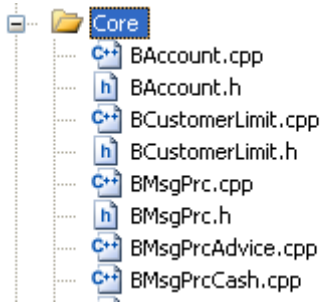 Core
BAccount.cpp
BAccount.h
BCustomerLimit.cpp
BCustomerLimit.h
BMsgPrc.cpp
BMsgPrc.h
BMsgPrcAdvice.cpp
BMsgPrcCash.cpp